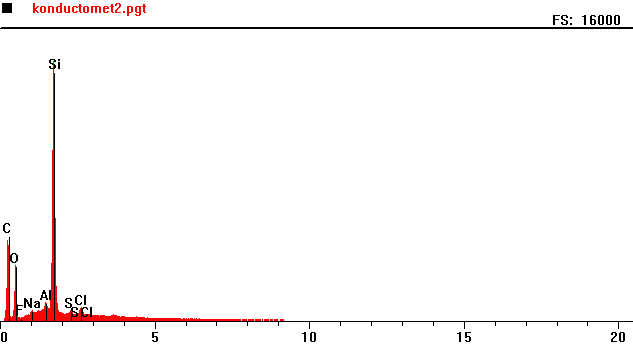 konductomet2.pgt
FS: 16000
Si
C
O
F Na Al S Cl
S Cl
0 5 10 15 20